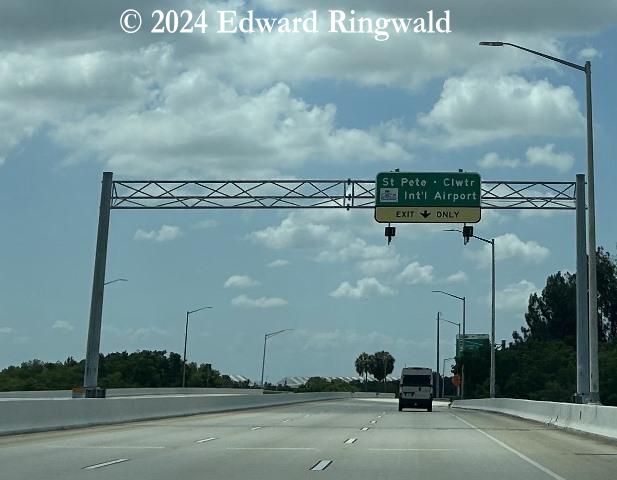 © 2024 Edward Ringwald
St Pete · Clwtr
Int'l Airport
EXIT ONLY